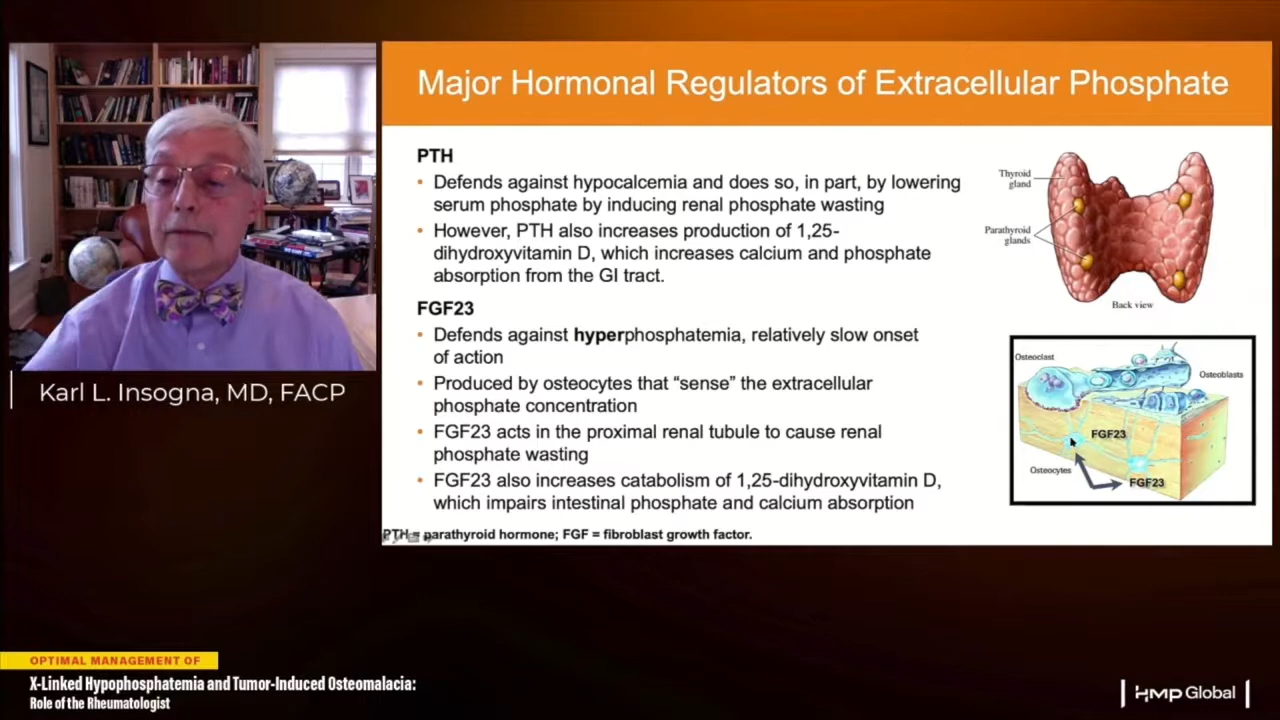 Major Hormonal Regulators of Extracellular Phosphate
PTH
• Defends against hypocalcemia and does so, in part, by lowering
serum phosphate by inducing renal phosphate wasting
• However, PTH also increases production of 1,25-
dihydroxyvitamin D, which increases calcium and phosphate
absorption from the GI tract.
FGF23
• Defends against hyperphosphatemia, relatively slow onset
of action
• Produced by osteocytes that “sense” the extracellular
phosphate concentration
• FGF23 acts in the proximal renal tubule to cause renal
phosphate wasting
• FGF23 also increases catabolism of 1,25-dihydroxyvitamin D,
which impairs intestinal phosphate and calcium absorption
PTH = parathyroid hormone; FGF = fibroblast growth factor.
Thyroid
gland
Parathyroid
glands
Back view
Osteoclast
Osteoblasts
FGF23
Osteocytes
FGF23
Karl L. Insogna, MD, FACP
OPTIMAL MANAGEMENT OF
X-Linked Hypophosphatemia and Tumor-Induced Osteomalacia:
Role of the Rheumatologist
HMP Global